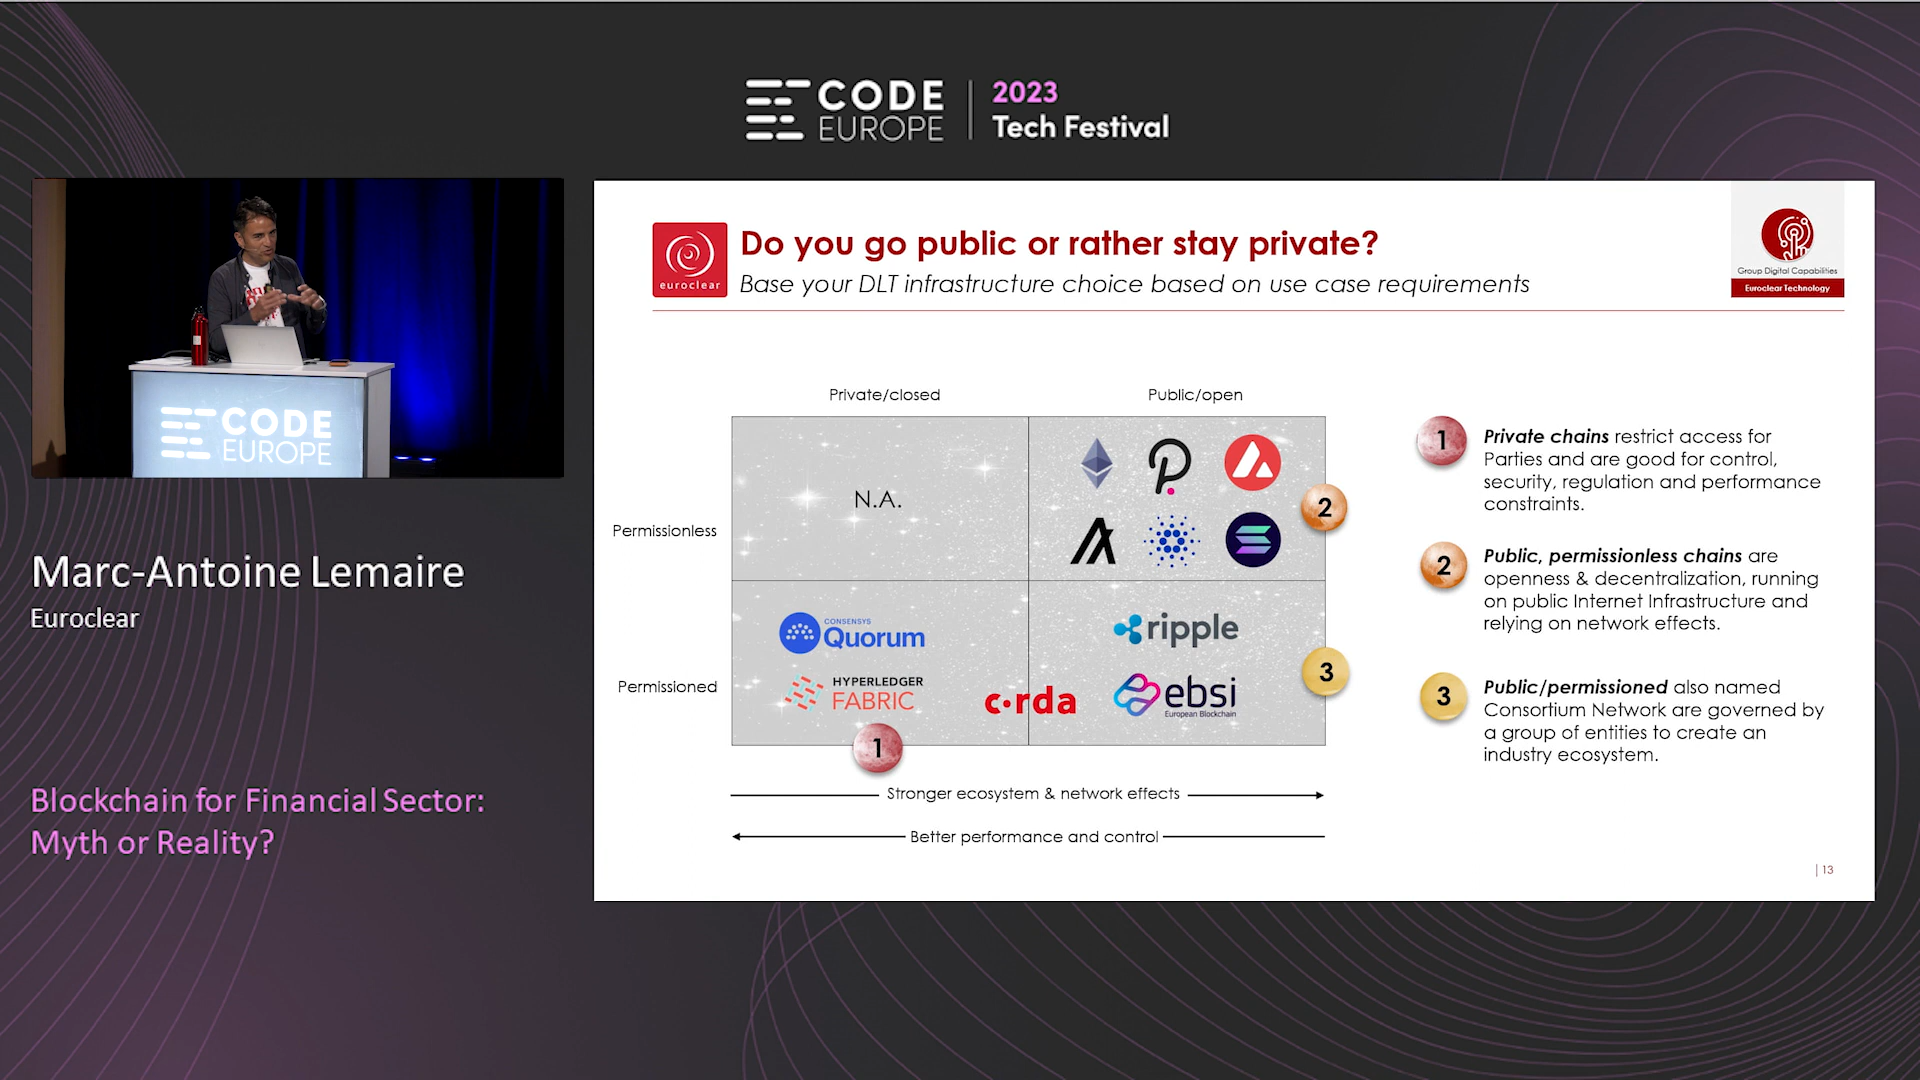 CODE
EUROPE
2023
Tech Festival
CODE
EUROPE
Marc-Antoine Lemaire
Euroclear
Blockchain for Financial Sector:
Myth or Reality?
euroclear
Do you go public or rather stay private?
Base your DLT infrastructure choice based on use case requirements
Group Digital Capabilities
Euroclear Technology
Private/closed
Public/open
Permissionless
N.A.
2
Permissioned
CONSENSYS
Quorum
HYPERLEDGER
FABRIC
c·rda
ripple
ebsi
European Blockchain
3
1
Stronger ecosystem & network effects
Better performance and control
1
Private chains restrict access for
Parties and are good for control,
security, regulation and performance
constraints.
2
Public, permissionless chains are
openness & decentralization, running
on public Internet Infrastructure and
relying on network effects.
3
Public/permissioned also named
Consortium Network are governed by
a group of entities to create an
industry ecosystem.
| 13